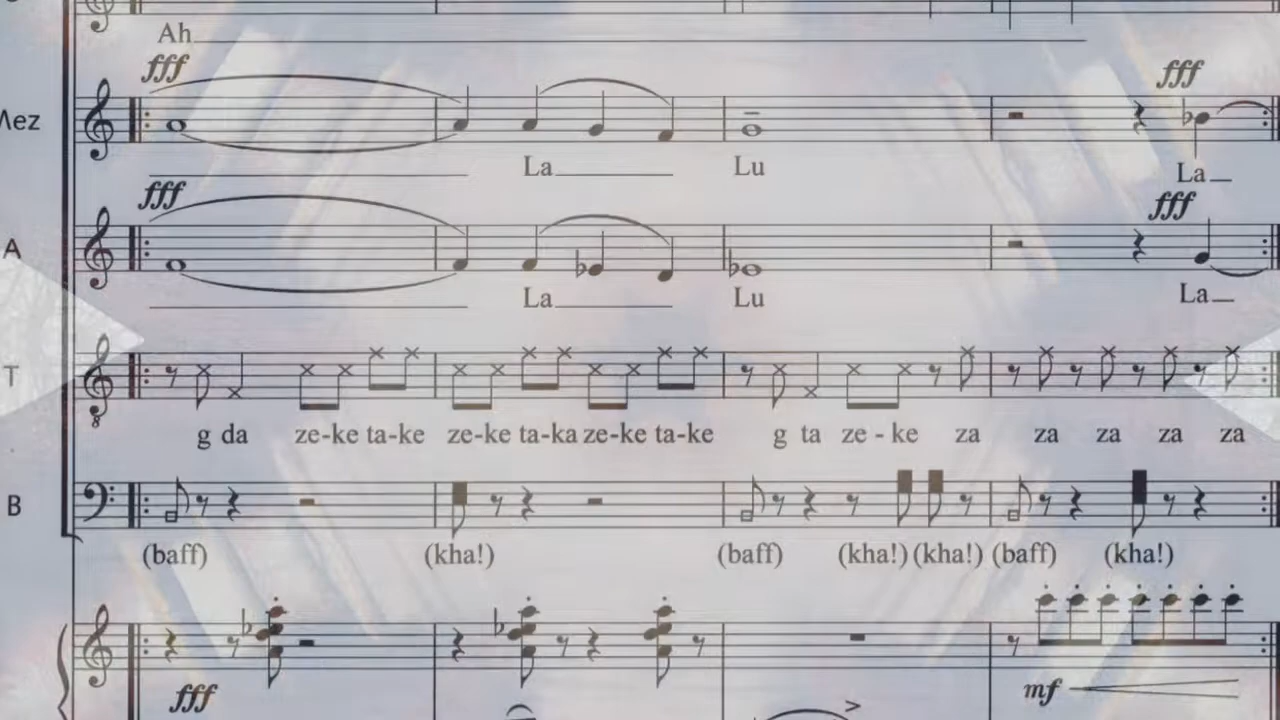 Ah
fff
Mez
La Lu La
fff
fff
A
La Lu La
T
8
g da ze-ke ta-ke ze-ke ta-ka ze-ke ta-ke g ta ze - ke za za za za za
B
(baff) (kha!) (baff) (kha!) (kha!) (baff) (kha!)
fff
mf